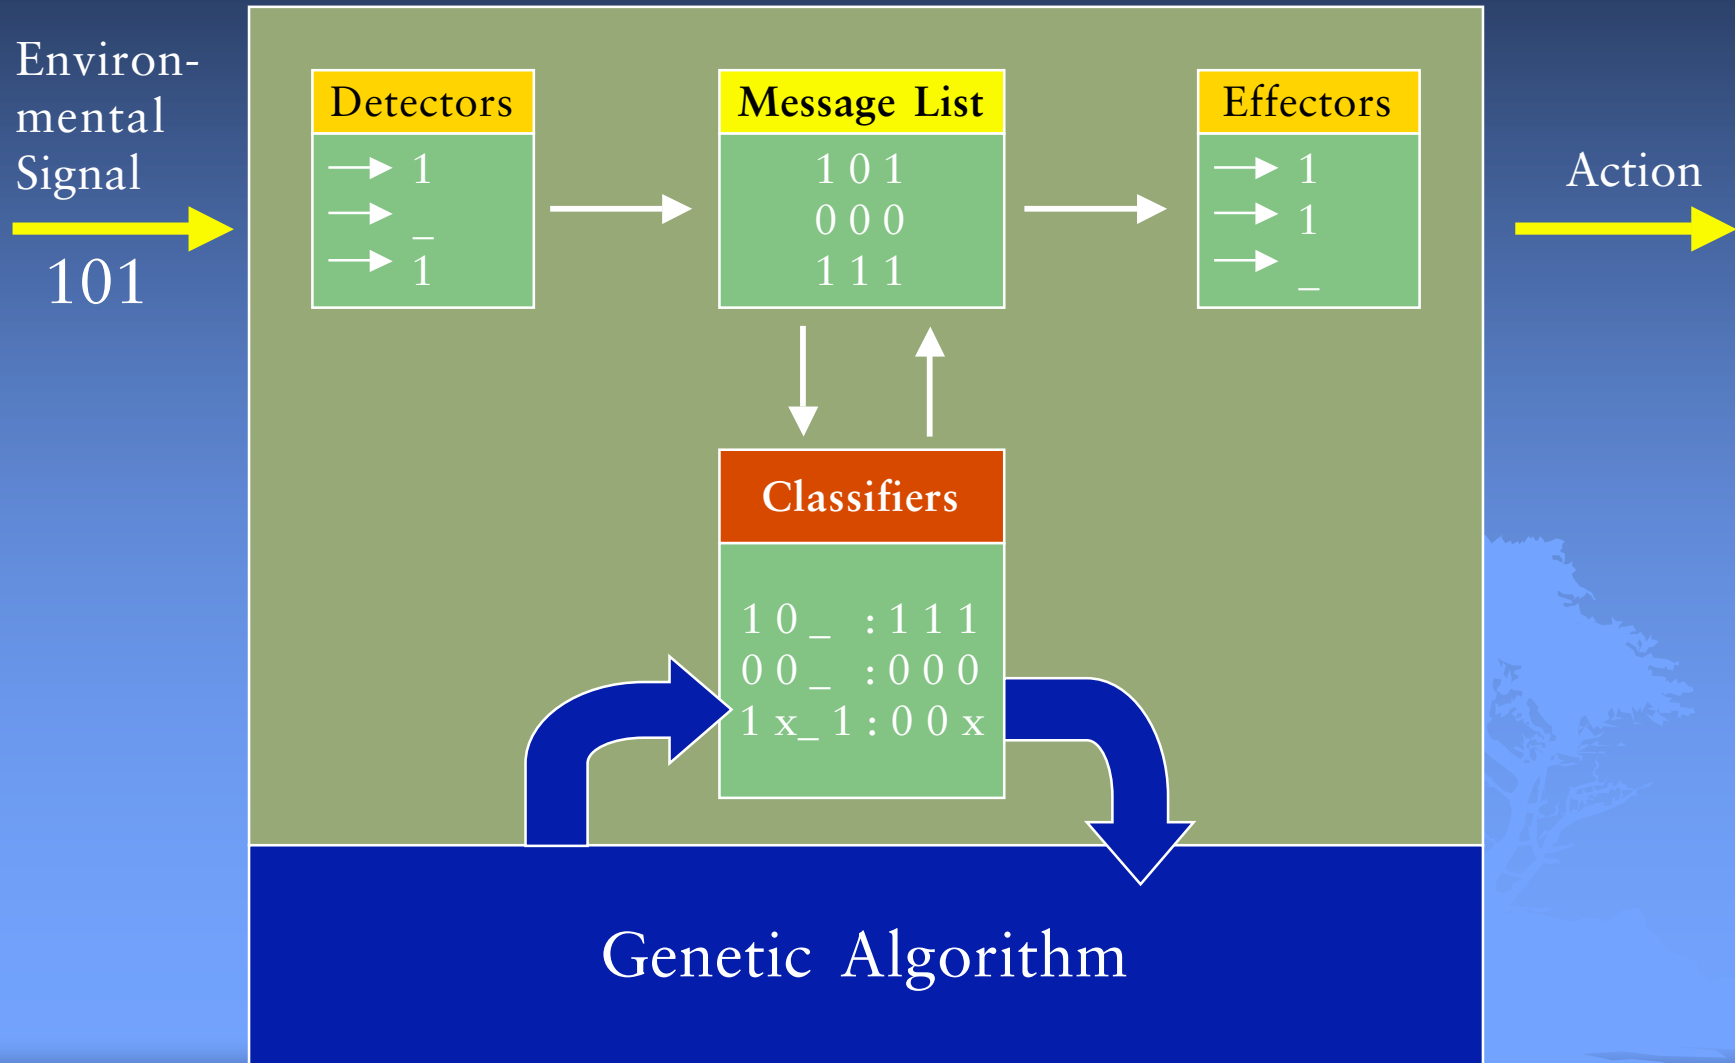 Environ-
mental
Signal
101
Detectors
1
_
1
Message List
1 0 1
0 0 0
1 1 1
Effectors
1
1
_
Action
Classifiers
1 0 _ : 1 1 1
0 0 _ : 0 0 0
1 x_ 1 : 0 0 x
Genetic Algorithm